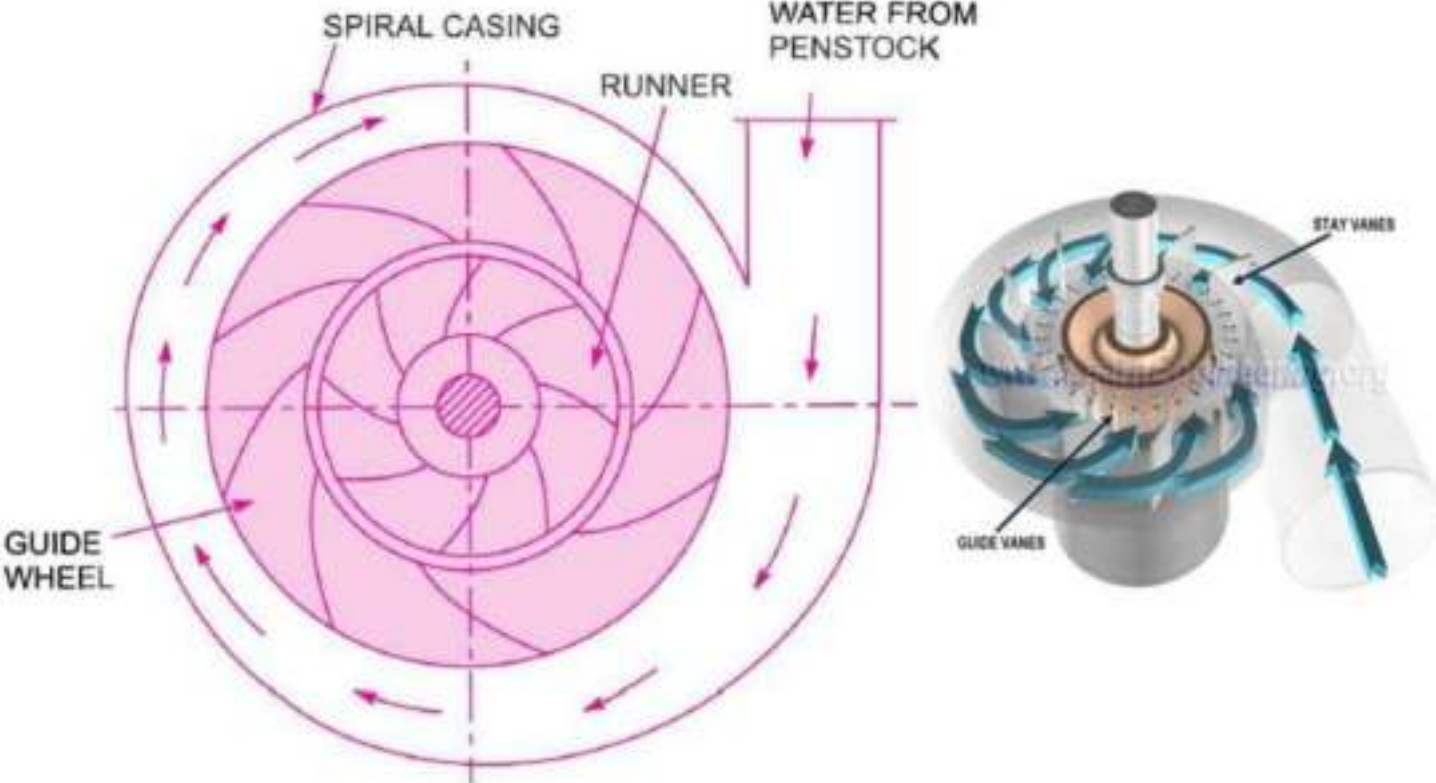 SPIRAL CASING
WATER FROM
PENSTOCK
RUNNER
STAY VANES
GUIDE VANES
GUIDE
WHEEL